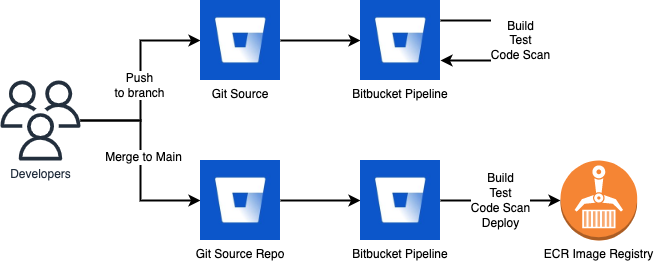 Build
Test
Code Scan
Push
to branch
Git Source
Bitbucket Pipeline
Developers
Merge to Main
Build
Test
Code Scan
Deploy
Git Source Repo
Bitbucket Pipeline
ECR Image Registry